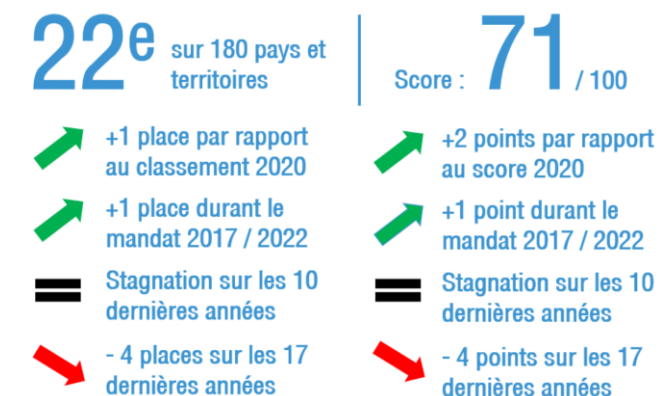 22e sur 180 pays et
territoires
+1 place par rapport
au classement 2020
+1 place durant le
mandat 2017 / 2022
Stagnation sur les 10
dernières années
- 4 places sur les 17
dernières années
Score : 71 / 100
+2 points par rapport
au score 2020
+1 point durant le
mandat 2017 / 2022
Stagnation sur les 10
dernières années
- 4 points sur les 17
dernières années